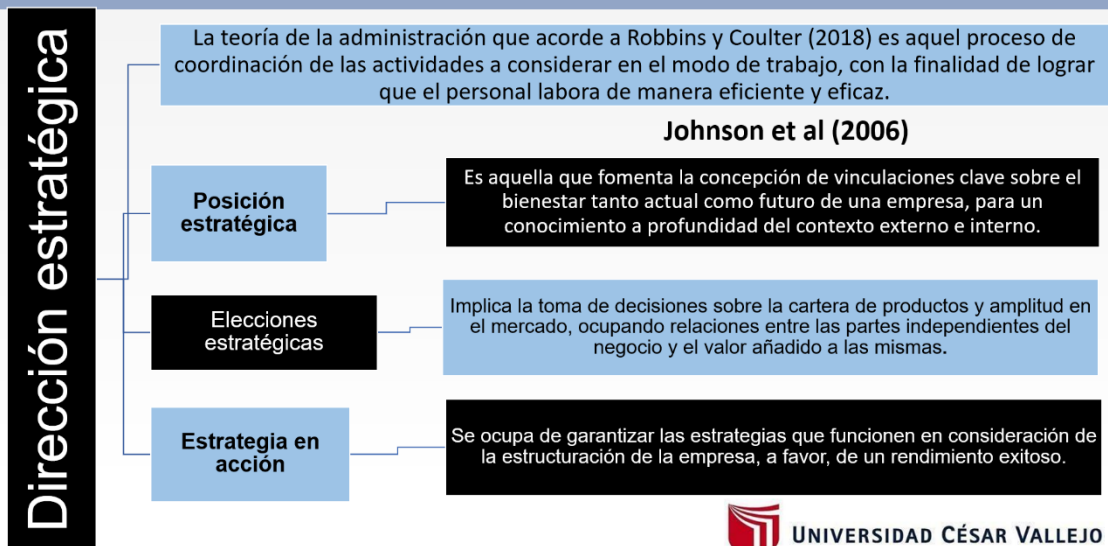 Dirección estratégica
La teoría de la administración que acorde a Robbins y Coulter (2018) es aquel proceso de
coordinación de las actividades a considerar en el modo de trabajo, con la finalidad de lograr
que el personal labora de manera eficiente y eficaz.
Johnson et al (2006)
Posición
estratégica
Es aquella que fomenta la concepción de vinculaciones clave sobre el
bienestar tanto actual como futuro de una empresa, para un
conocimiento a profundidad del contexto externo e interno.
Elecciones
estratégicas
Implica la toma de decisiones sobre la cartera de productos y amplitud en
el mercado, ocupando relaciones entre las partes independientes del
negocio y el valor añadido a las mismas.
Estrategia en
acción
Se ocupa de garantizar las estrategias que funcionen en consideración de
la estructuración de la empresa, a favor, de un rendimiento exitoso.
UNIVERSIDAD CÉSAR VALLEJO